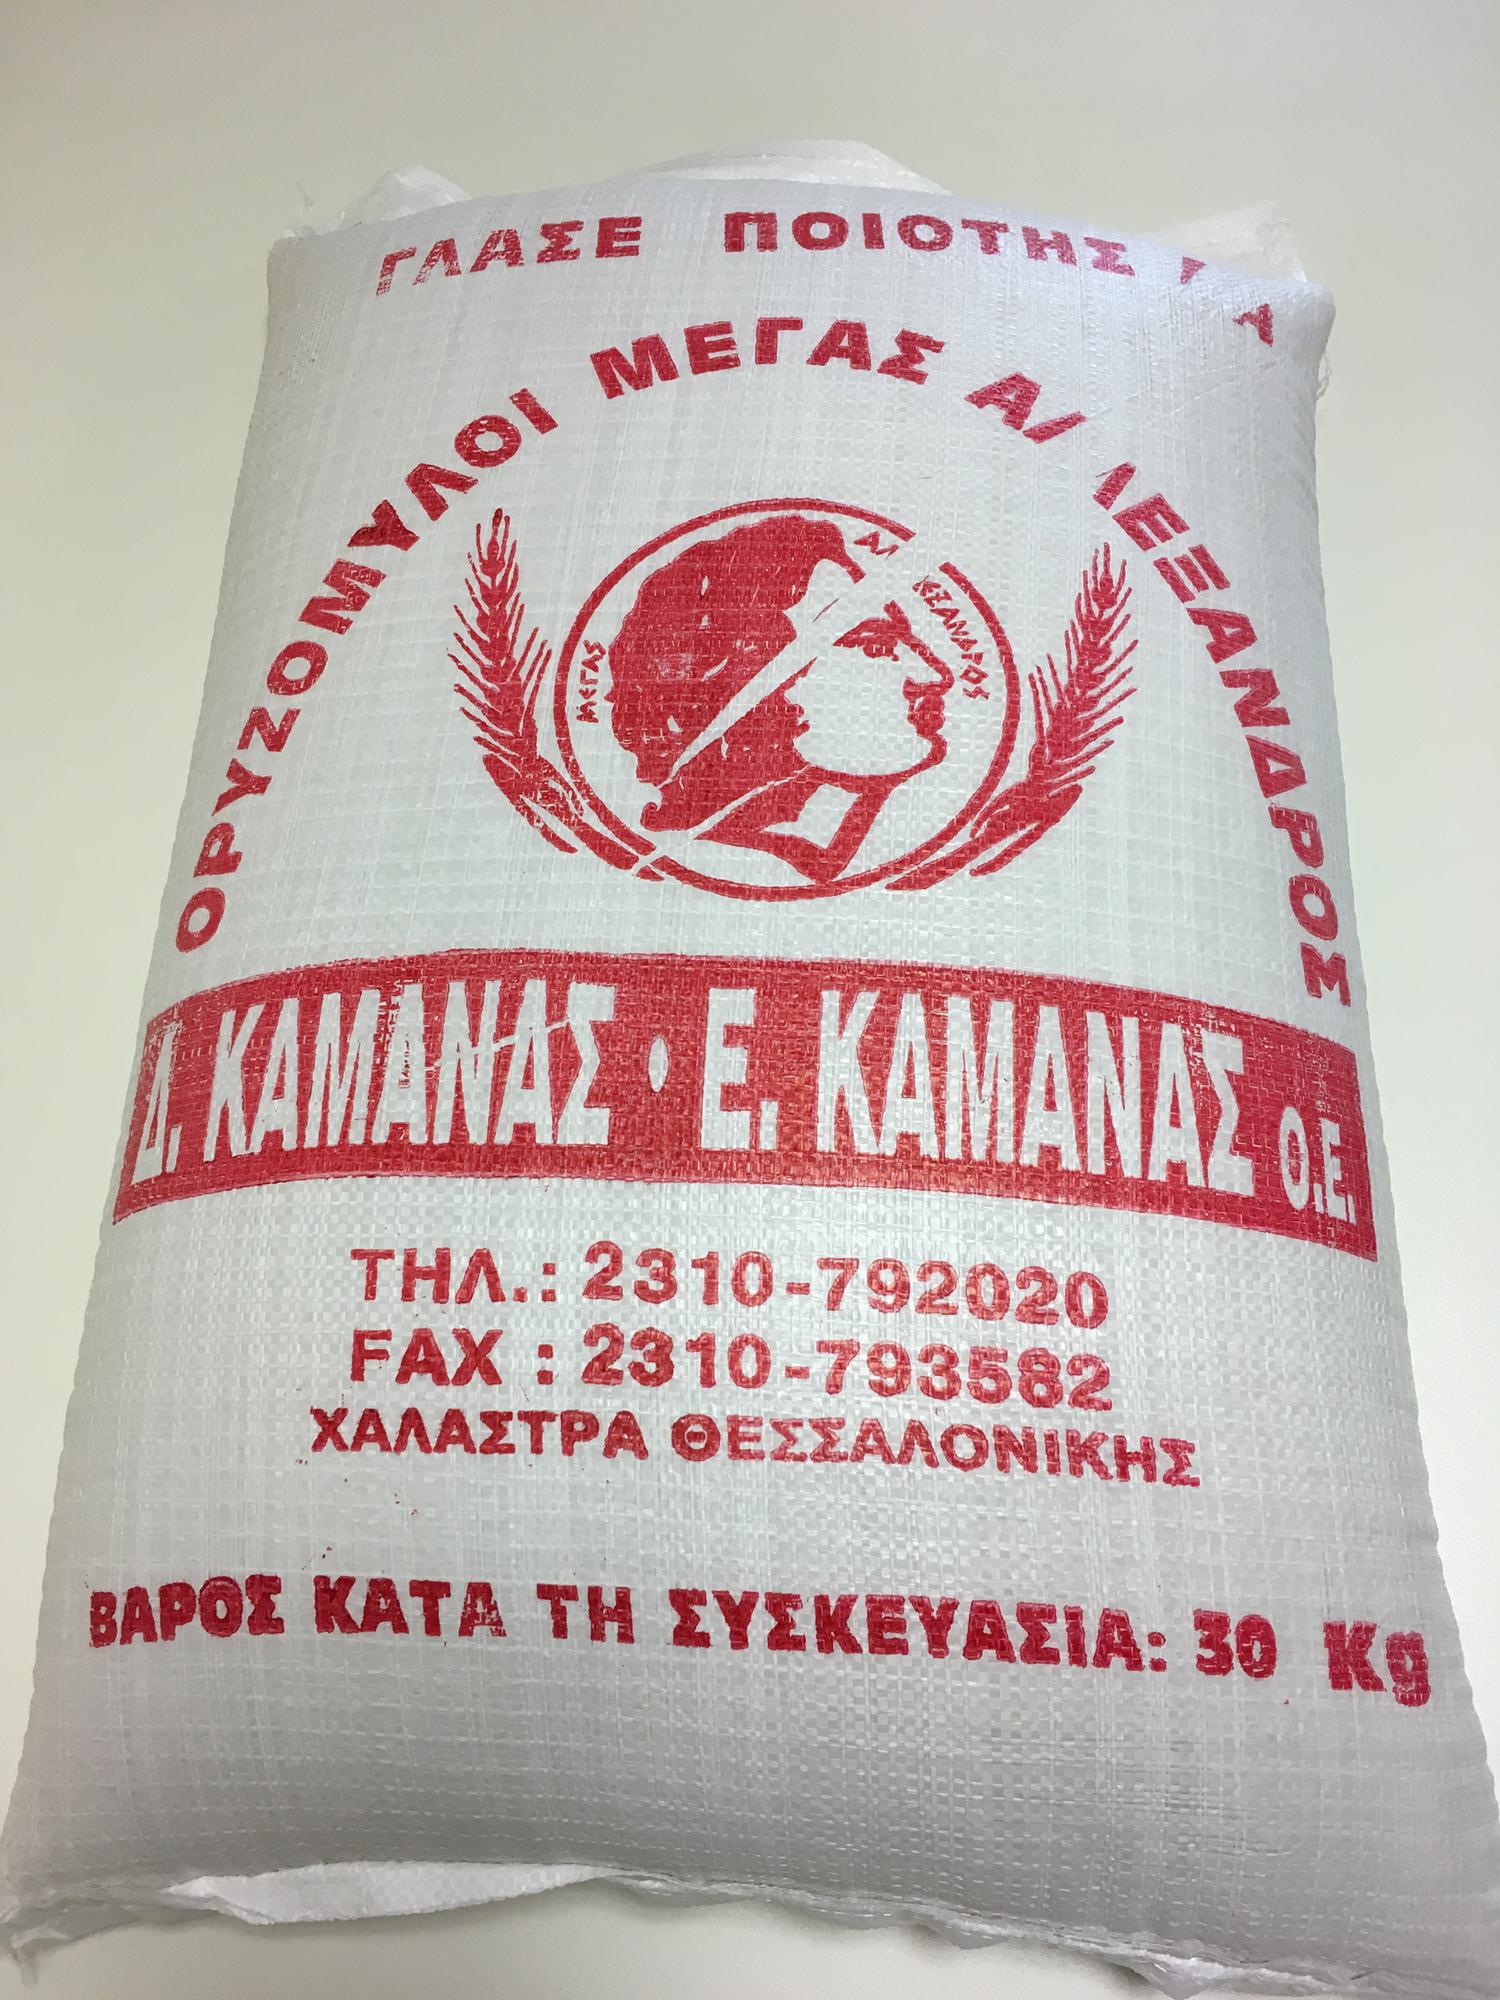 ΓΛΑΣΕ ΠΟΙΟΤΗΣ
ΟΡΥΖΟΜΥΛΟΙ ΜΕΓΑΣ ΑΛΕΞΑΝΔΡΟΣ
ΜΕΓΑΣ ΑΛΕΞΑΝΔΡΟΣ
Δ. ΚΑΜΑΝΑΣ · Ε. ΚΑΜΑΝΑΣ Ο.Ε.
ΤΗΛ.: 2310-792020
FAX : 2310-793582
ΧΑΛΑΣΤΡΑ ΘΕΣΣΑΛΟΝΙΚΗΣ
ΒΑΡΟΣ ΚΑΤΑ ΤΗ ΣΥΣΚΕΥΑΣΙΑ: 30 Kg